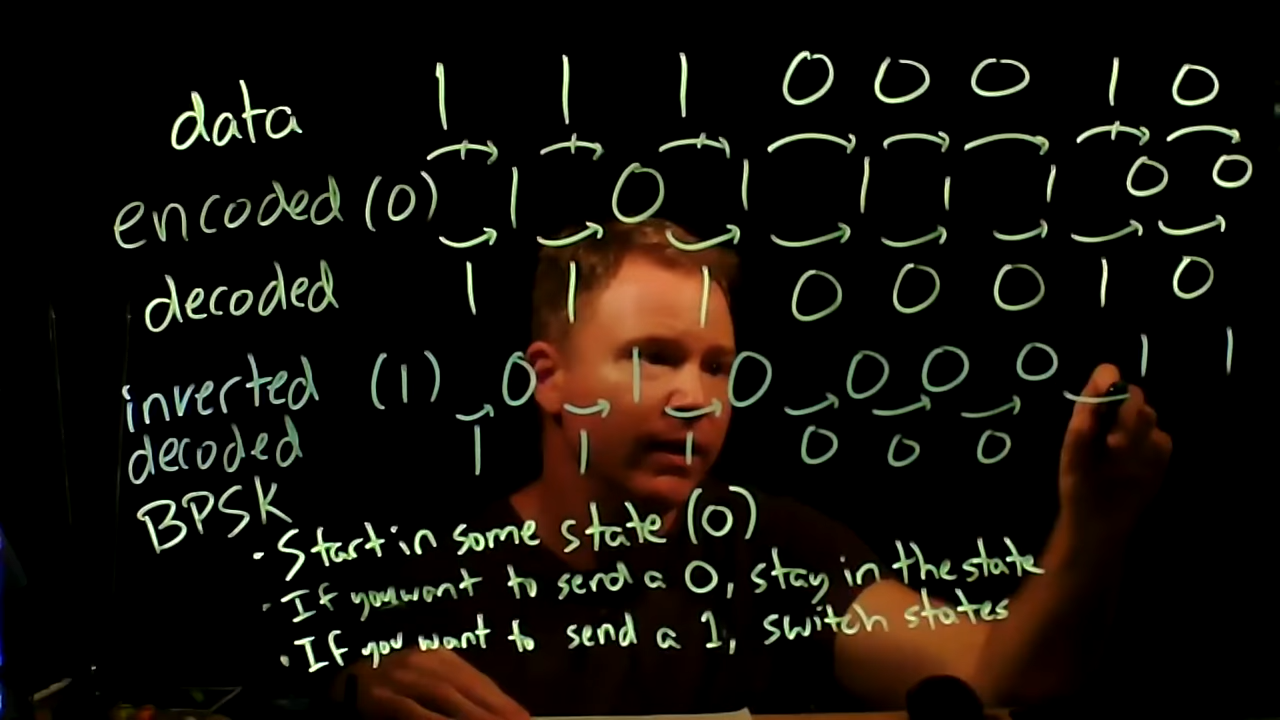 data 1 1 1 0 0 0 1 0
encoded (0) 1 0 1 1 1 1 0 0
decoded 1 1 1 0 0 0 1 0
inverted (1) 0 1 0 0 0 0 1 1
decoded 1 1 1 0 0 0
BPSK
• Start in some state (0)
• If you want to send a 0, stay in the state
• If you want to send a 1, switch states